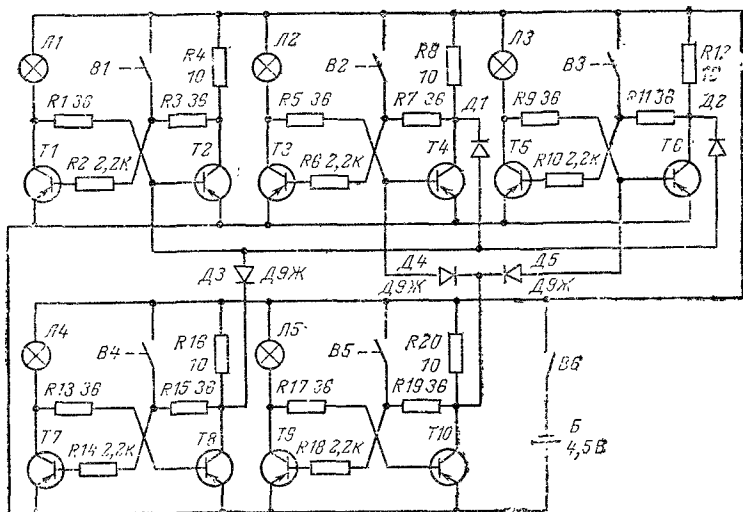 Л1
Л2
Л3
В1
R4
10
В2
R8
10
В3
R12
10
R1 36
R3 36
R5 36
R7 36
Д1
R9 36
R11 36
Д2
Т1
R2 2,2к
Т2
Т3
R6 2,2к
Т4
Т5
R10 2,2к
Т6
Д3
Д9Ж
Д4
Д9Ж
Д5
Д9Ж
Л4
В4
R16
10
Л5
В5
R20
10
В6
R13 36
R15 36
R17 36
R19 36
Т7
R14 2,2к
Т8
Т9
R18 2,2к
Т10
Б
4,5В